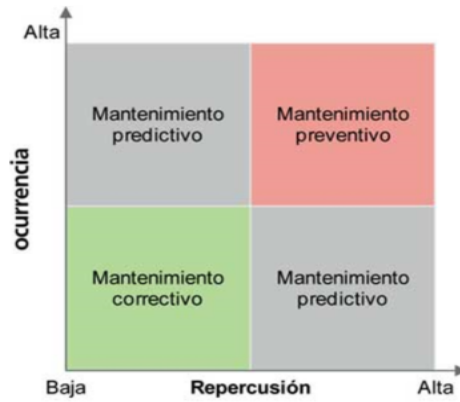 Alta
Mantenimiento
predictivo
Mantenimiento
preventivo
ocurrencia
Mantenimiento
correctivo
Mantenimiento
predictivo
Baja
Repercusión
Alta